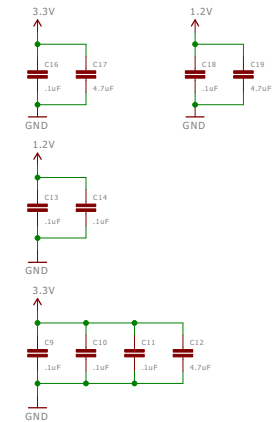 3.3V 1.2V
C16 C17 C18 C19
.1uF 4.7uF .1uF 4.7uF
GND GND
1.2V
C13 C14
.1uF .1uF
GND
3.3V
C9 C10 C11 C12
.1uF .1uF .1uF 4.7uF
GND